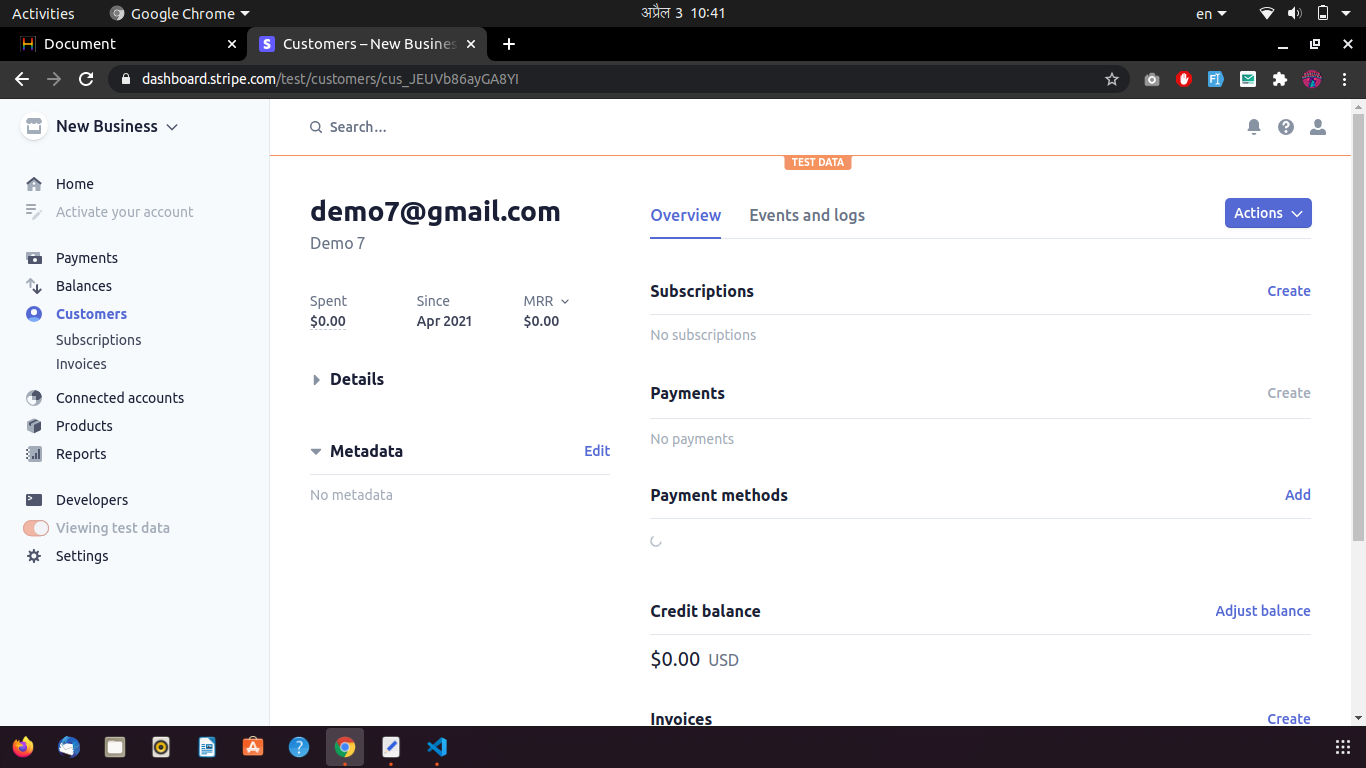 Activities
Google Chrome
अप्रैल 3 10:41
en
Document
Customers – New Busines
dashboard.stripe.com/test/customers/cus_JEUVb86ayGA8YI
New Business
Search...
TEST DATA
Home
Activate your account
Payments
Balances
Customers
Subscriptions
Invoices
Connected accounts
Products
Reports
Developers
Viewing test data
Settings
demo7@gmail.com
Demo 7
Spent
$0.00
Since
Apr 2021
MRR
$0.00
Details
Metadata
Edit
No metadata
Overview
Events and logs
Actions
Subscriptions
Create
No subscriptions
Payments
Create
No payments
Payment methods
Add
Credit balance
Adjust balance
$0.00 USD
Invoices
Create